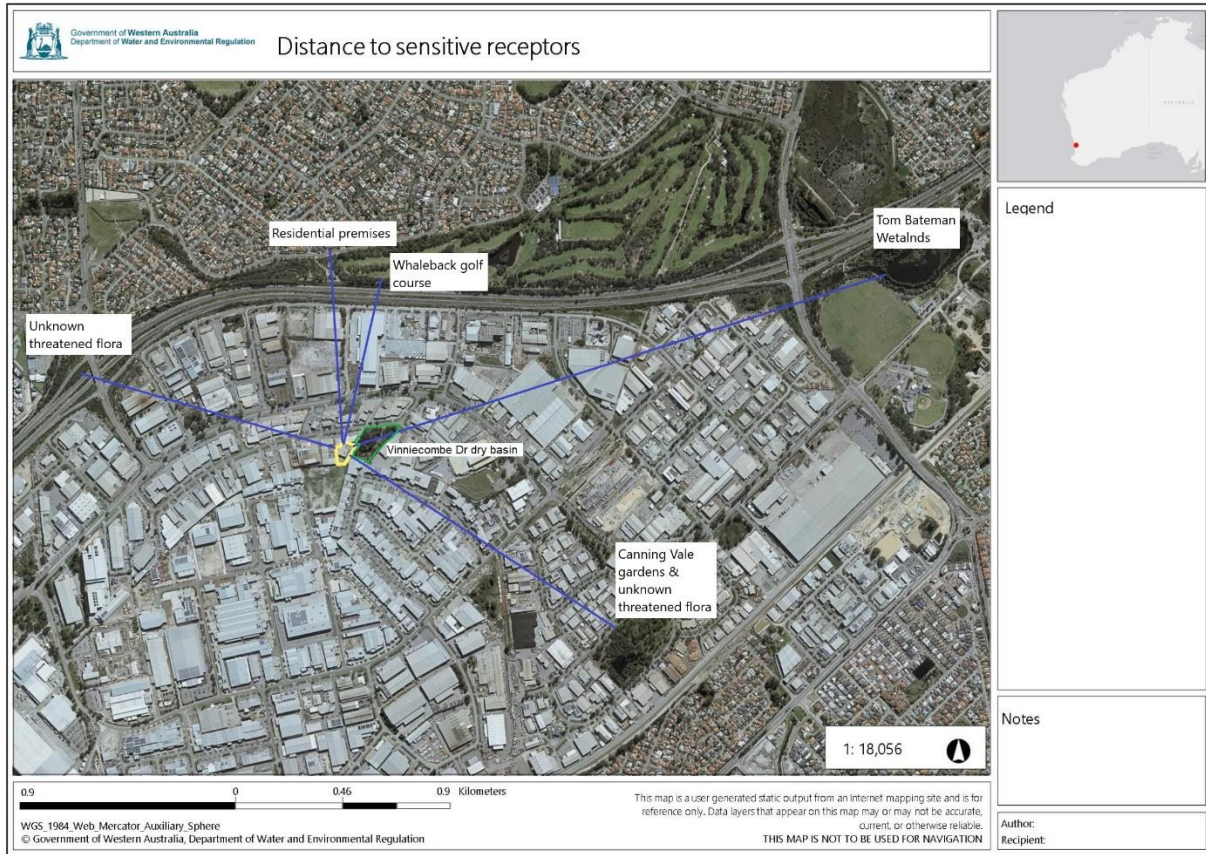 Government of Western Australia
Department of Water and Environmental Regulation
Distance to sensitive receptors
AUSTRALIA
Residential premises
Whaleback golf
course
Tom Bateman
Wetalnds
Unknown
threatened flora
Vinniecombe Dr dry basin
Canning Vale
gardens &
unknown
threatened flora
1: 18,056
Legend
Notes
0.9 0 0.46 0.9 Kilometers
WGS_1984_Web_Mercator_Auxiliary_Sphere
© Government of Western Australia, Department of Water and Environmental Regulation
This map is a user generated static output from an Internet mapping site and is for
reference only. Data layers that appear on this map may or may not be accurate,
current, or otherwise reliable.
THIS MAP IS NOT TO BE USED FOR NAVIGATION
Author:
Recipient: